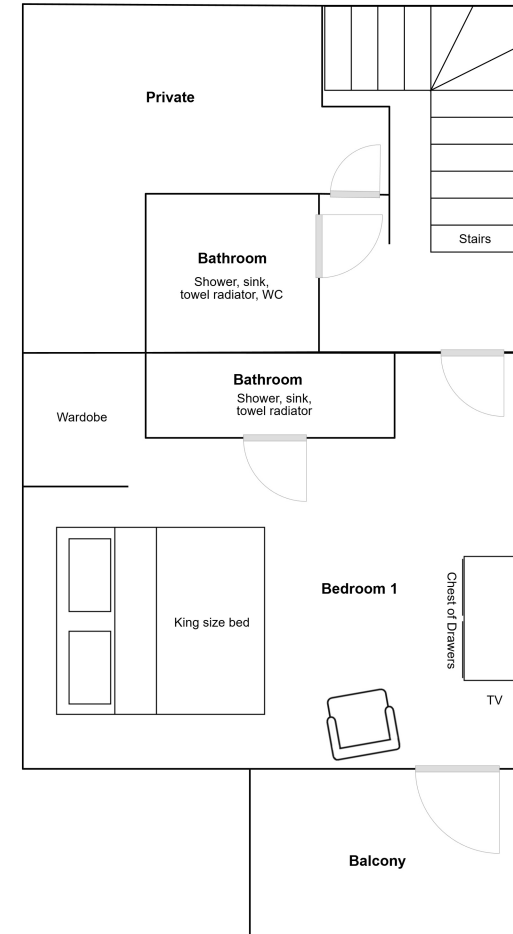 Private
Stairs
Bathroom
Shower, sink,
towel radiator, WC
Bathroom
Shower, sink,
towel radiator
Wardobe
Bedroom 1
King size bed
Chest of Drawers
TV
Balcony